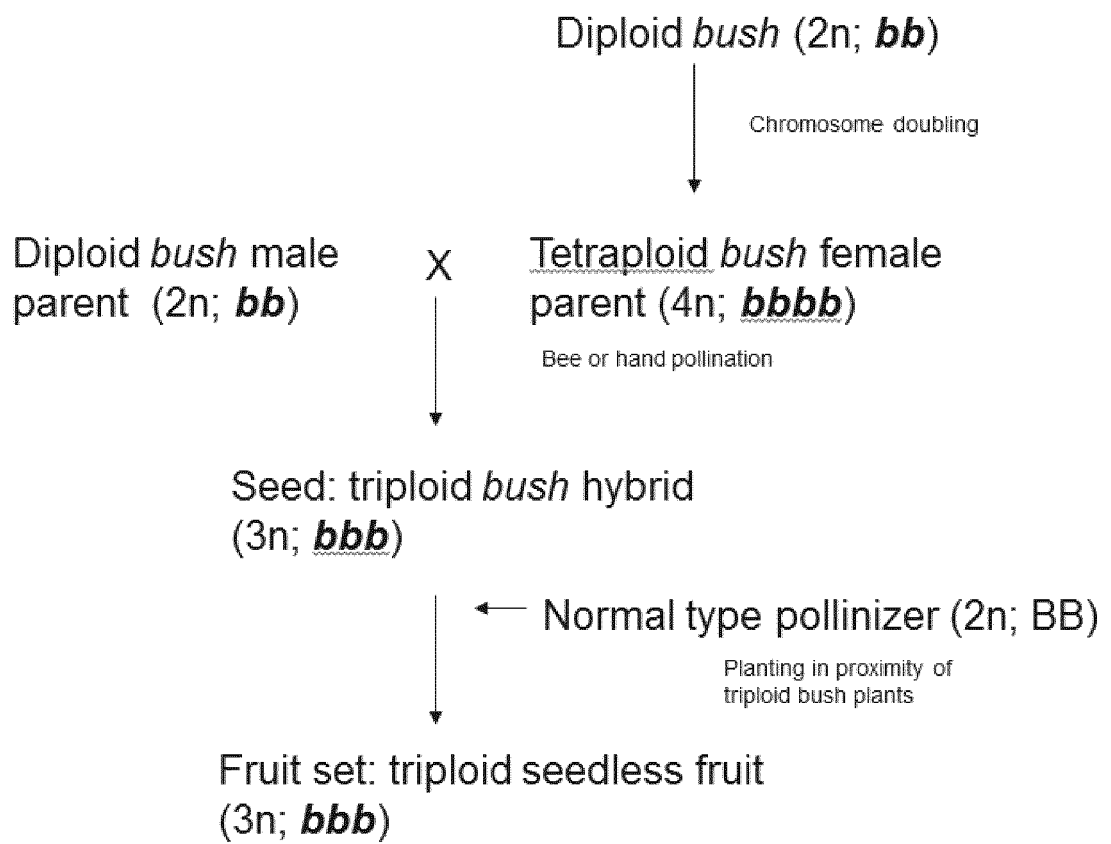 Diploid bush (2n; bb)
Chromosome doubling
Diploid bush male
parent (2n; bb)
X
Tetraploid bush female
parent (4n; bbbb)
Bee or hand pollination
Seed: triploid bush hybrid
(3n; bbb)
Normal type pollinizer (2n; BB)
Planting in proximity of
triploid bush plants
Fruit set: triploid seedless fruit
(3n; bbb)